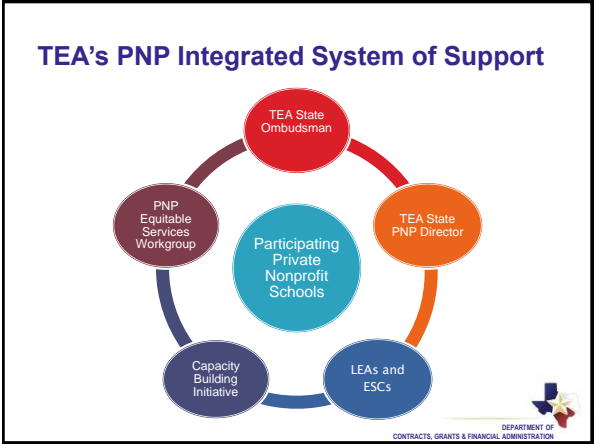 TEA's PNP Integrated System of Support
TEA State
Ombudsman
PNP
Equitable
Services
Workgroup
TEA State
PNP Director
Participating
Private
Nonprofit
Schools
Capacity
Building
Initiative
LEAs and
ESCs
DEPARTMENT OF
CONTRACTS, GRANTS & FINANCIAL ADMINISTRATION